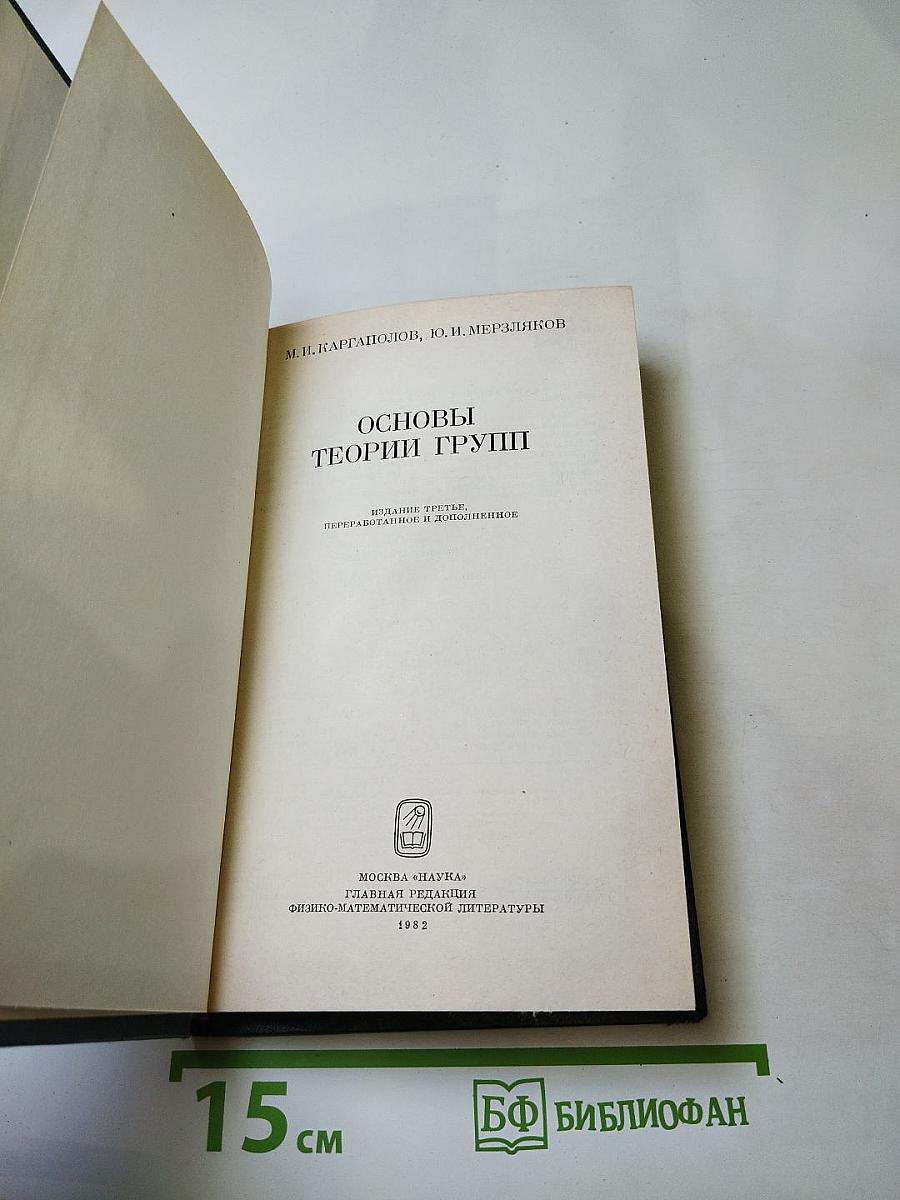 М. И. КАРГАПОЛОВ, Ю. И. МЕРЗЛЯКОВ
ОСНОВЫ
ТЕОРИИ ГРУПП
ИЗДАНИЕ ТРЕТЬЕ,
ПЕРЕРАБОТАННОЕ И ДОПОЛНЕННОЕ
МОСКВА «НАУКА»
ГЛАВНАЯ РЕДАКЦИЯ
ФИЗИКО-МАТЕМАТИЧЕСКОЙ ЛИТЕРАТУРЫ
1982
15 см
БФ БИБЛИОФАН